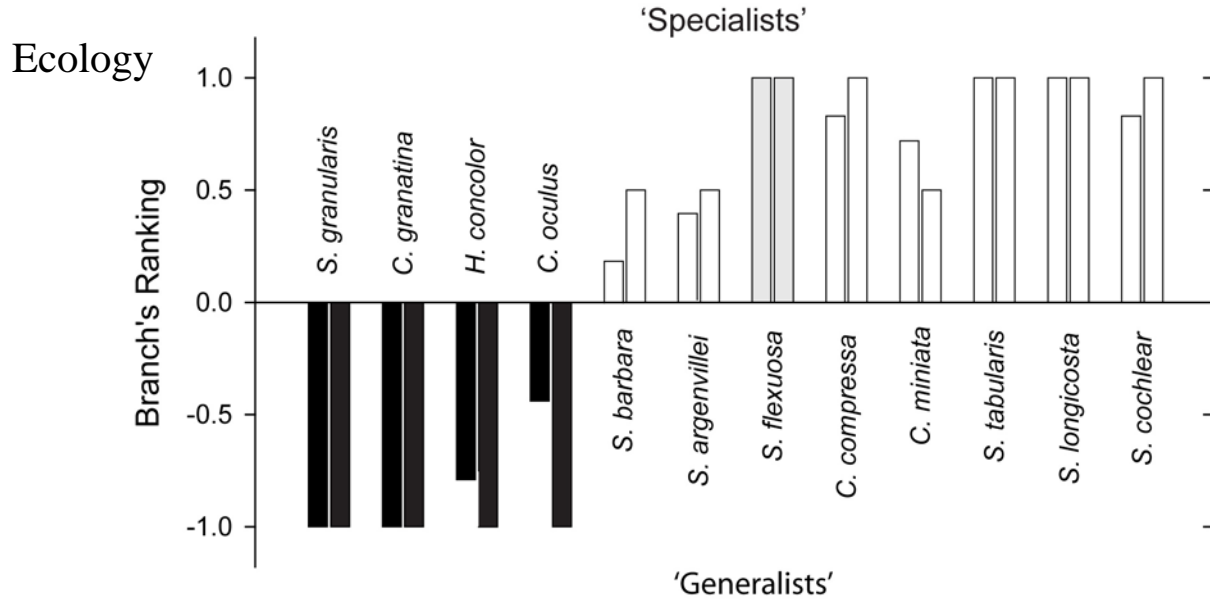 ‘Specialists’
Ecology
Branch's Ranking
1.0
0.5
0.0
-0.5
-1.0
S. granularis
C. granatina
H. concolor
C. oculus
S. barbara
S. argenvillei
S. flexuosa
C. compressa
C. miniata
S. tabularis
S. longicosta
S. cochlear
‘Generalists’